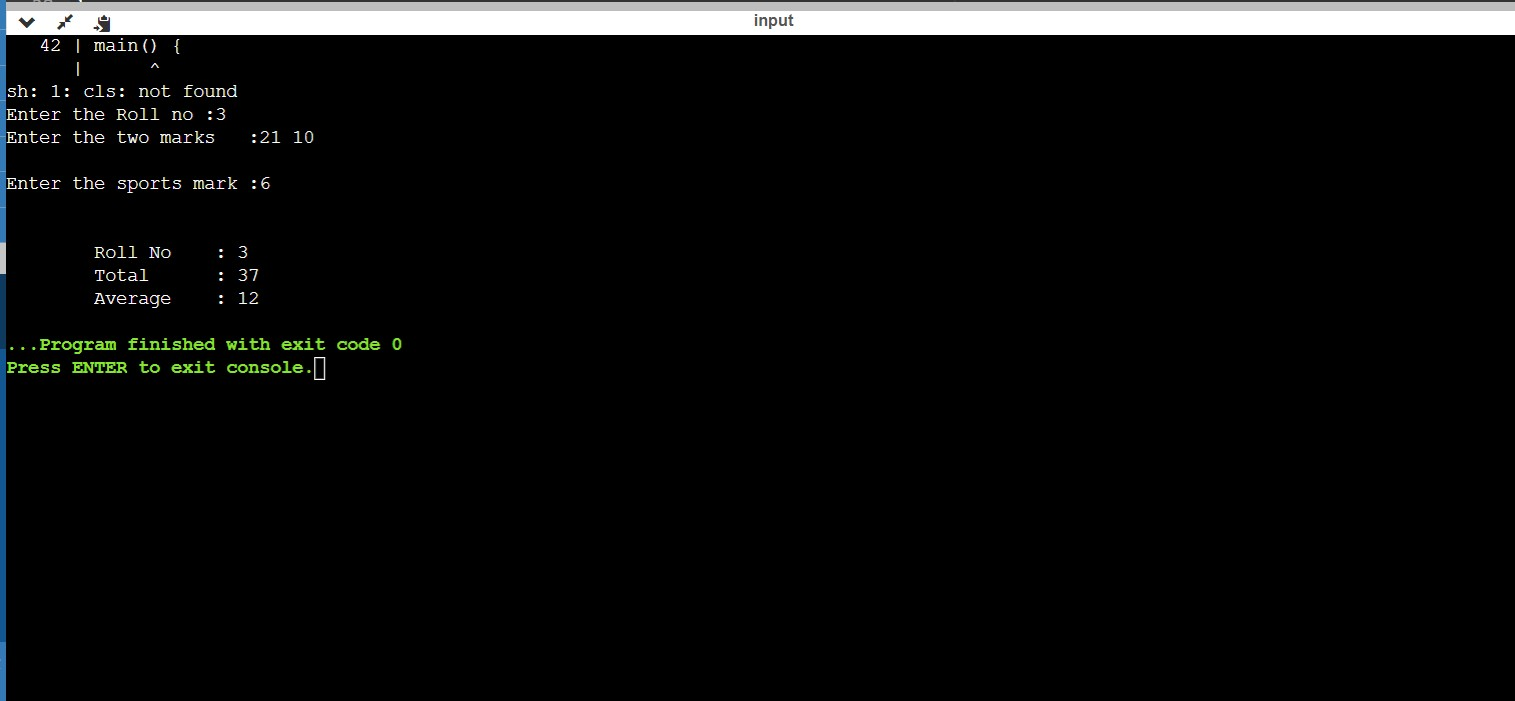 input
42 | main() {
| ^
sh: 1: cls: not found
Enter the Roll no :3
Enter the two marks   :21 10
Enter the sports mark :6
Roll No    : 3
Total      : 37
Average    : 12
...Program finished with exit code 0
Press ENTER to exit console.